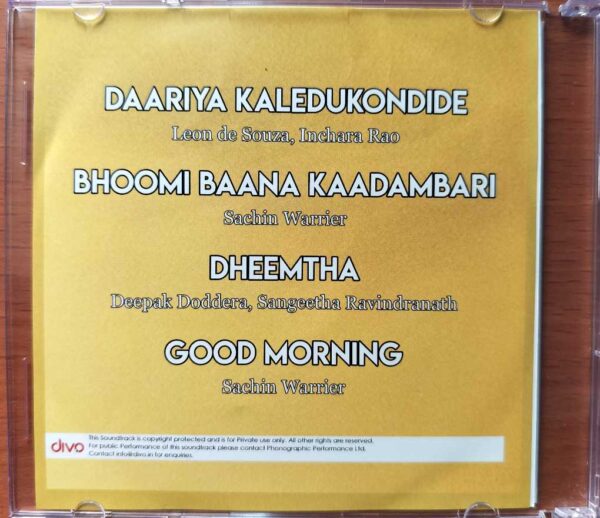 DAARIYA KALEDUKONDIDE
Leon de Souza, Inchara Rao
BHOOMI BAANA KAADAMBARI
Sachin Warrier
DHEEMTHA
Deepak Doddera, Sangeetha Ravindranath
GOOD MORNING
Sachin Warrier
divo
This Soundtrack is copyright protected and is for Private use only. All other rights are reserved.
For public Performance of this soundtrack please contact Phonographic Performance Ltd.
Contact info@divo.in for enquiries.